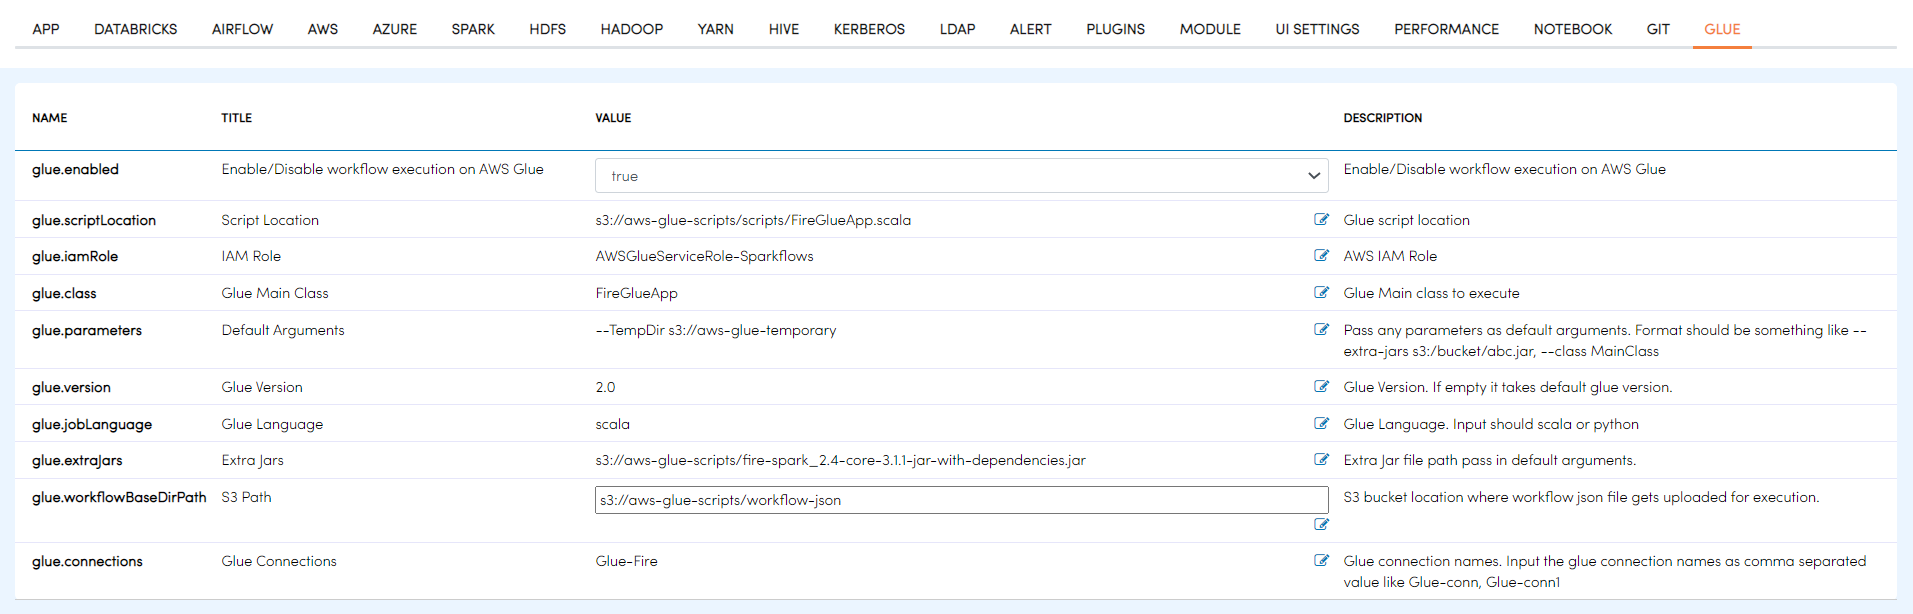 APP DATABRICKS AIRFLOW AWS AZURE SPARK HDFS HADOOP YARN HIVE KERBEROS LDAP ALERT PLUGINS MODULE UI SETTINGS PERFORMANCE NOTEBOOK GIT GLUE
NAME TITLE VALUE DESCRIPTION
glue.enabled Enable/Disable workflow execution on AWS Glue true Enable/Disable workflow execution on AWS Glue
glue.scriptLocation Script Location s3://aws-glue-scripts/scripts/FireGlueApp.scala Glue script location
glue.iamRole IAM Role AWSGlueServiceRole-Sparkflows AWS IAM Role
glue.class Glue Main Class FireGlueApp Glue Main class to execute
glue.parameters Default Arguments --TempDir s3://aws-glue-temporary Pass any parameters as default arguments. Format should be something like --
extra-jars s3:/bucket/abc.jar, --class MainClass
glue.version Glue Version 2.0 Glue Version. If empty it takes default glue version.
glue.jobLanguage Glue Language scala Glue Language. Input should scala or python
glue.extraJars Extra Jars s3://aws-glue-scripts/fire-spark_2.4-core-3.1.1-jar-with-dependencies.jar Extra Jar file path pass in default arguments.
glue.workflowBaseDirPath S3 Path s3://aws-glue-scripts/workflow-json S3 bucket location where workflow json file gets uploaded for execution.
glue.connections Glue Connections Glue-Fire Glue connection names. Input the glue connection names as comma separated
value like Glue-conn, Glue-conn1